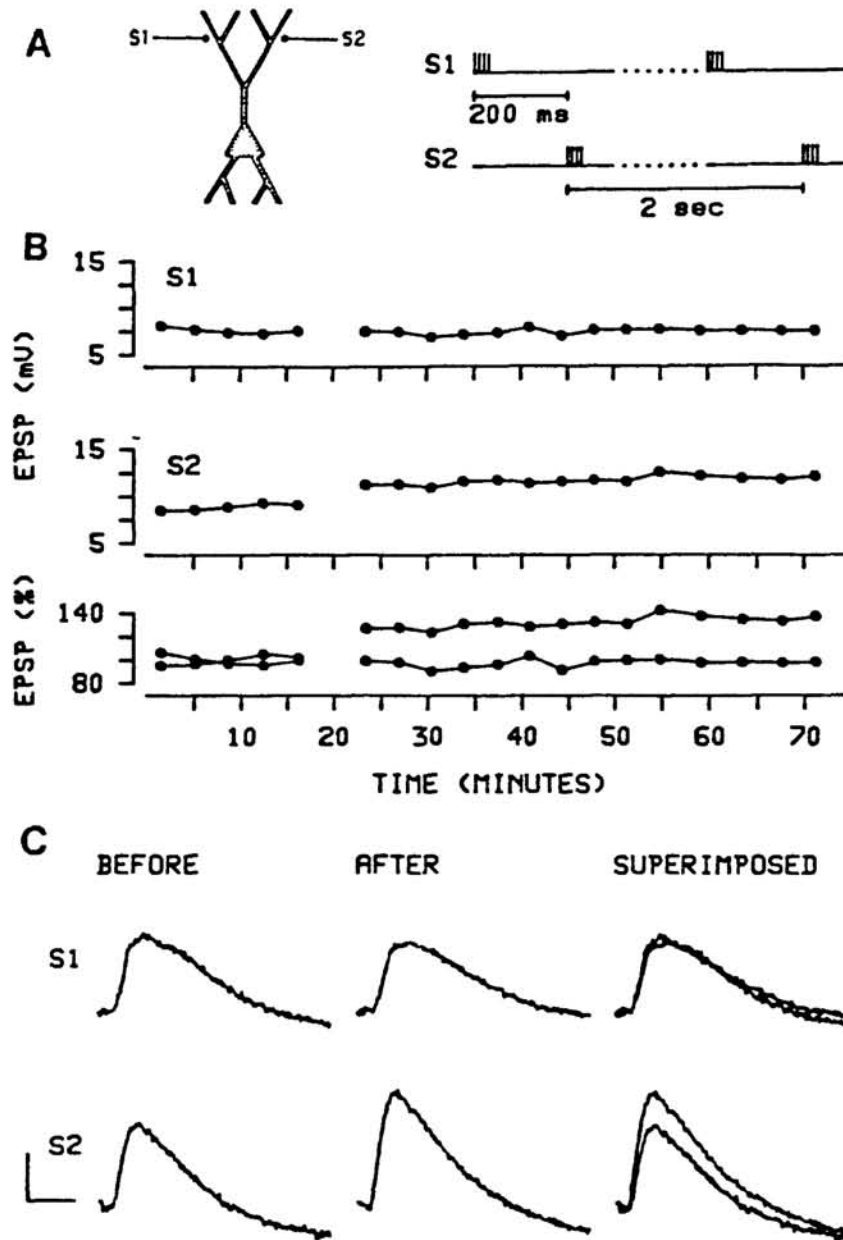 A
S1
S2
S1
200 ms
S2
2 sec
B
S1
15
5
EPSP (mV)
S2
15
5
EPSP (%)
140
80
10 20 30 40 50 60 70
TIME (MINUTES)
C
BEFORE AFTER SUPERIMPOSED
S1
S2